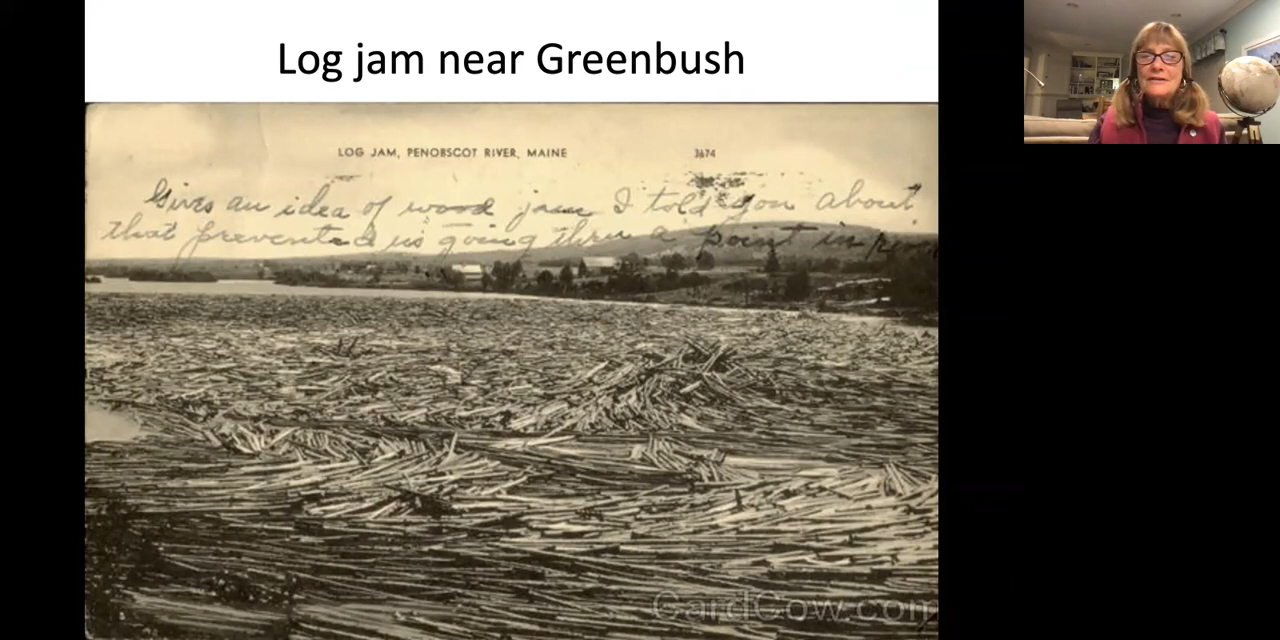 Log jam near Greenbush
LOG JAM, PENOBSCOT RIVER, MAINE 3674
Gives an idea of wood jam I told you about
that prevented us going thru a point in river
CardCow.com